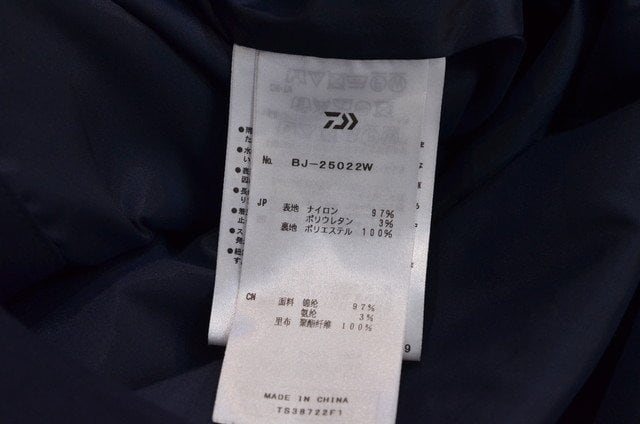 No. BJ-25022W
JP 表地 ナイロン 97%
ポリウレタン 3%
裏地 ポリエステル 100%
CN 面料 锦纶 97%
氨纶 3%
里布 聚酯纤维 100%
MADE IN CHINA
TS38722F1
9